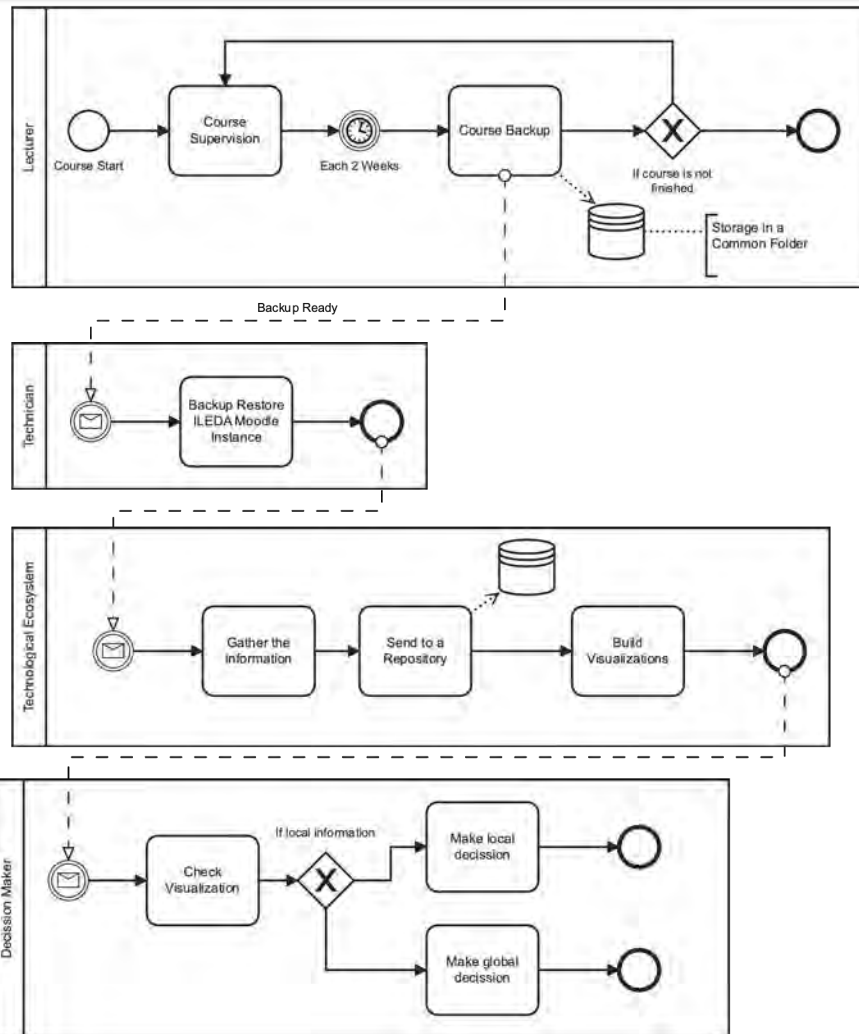 Lecturer
Course
Supervision
Course Backup
Course Start
Each 2 Weeks
If course is not
finished
Storage in a
Common Folder
Backup Ready
Technician
Backup Restore
ILEDA Moodle
Instance
Technological Ecosystem
Gather the
Information
Send to a
Repository
Build
Visualizations
Decission Maker
If local information
Check
Visualization
Make local
decission
Make global
decission